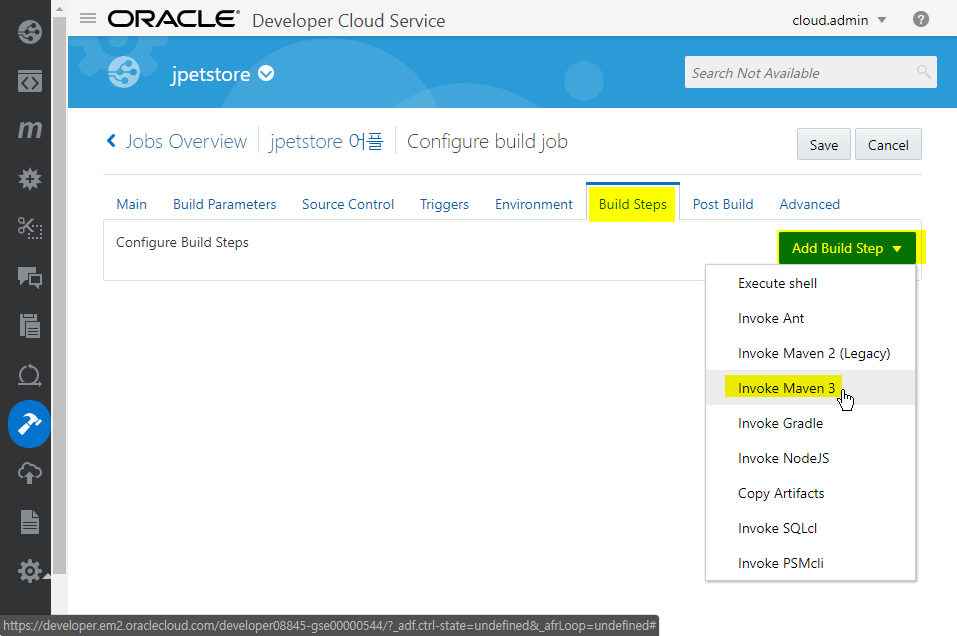 ORACLE® Developer Cloud Service
cloud.admin
?
m
jpetstore
Search Not Available
Jobs Overview
jpetstore 어플
Configure build job
Save
Cancel
Main
Build Parameters
Source Control
Triggers
Environment
Build Steps
Post Build
Advanced
Configure Build Steps
Add Build Step
Execute shell
Invoke Ant
Invoke Maven 2 (Legacy)
Invoke Maven 3
Invoke Gradle
Invoke NodeJS
Copy Artifacts
Invoke SQLcl
Invoke PSMcli
https://developer.em2.oraclecloud.com/developer08845-gse00000544/?_adf.ctrl-state=undefined&_afrLoop=undefined#